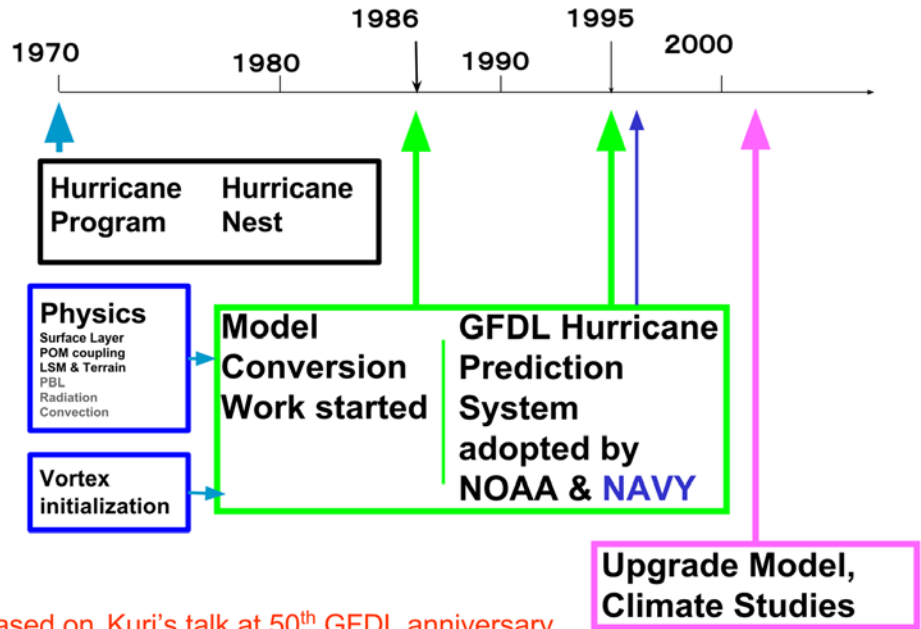 1986
1995
2000
1970
1980
1990
Hurricane Program
Hurricane Nest
Physics
Surface Layer
POM coupling
LSM & Terrain
PBL
Radiation
Convection
Model
Conversion
Work started
GFDL Hurricane
Prediction
System
adopted by
NOAA & NAVY
Vortex
initialization
Upgrade Model,
Climate Studies
ased on Kuri's talk at 50th GFDL anniversary